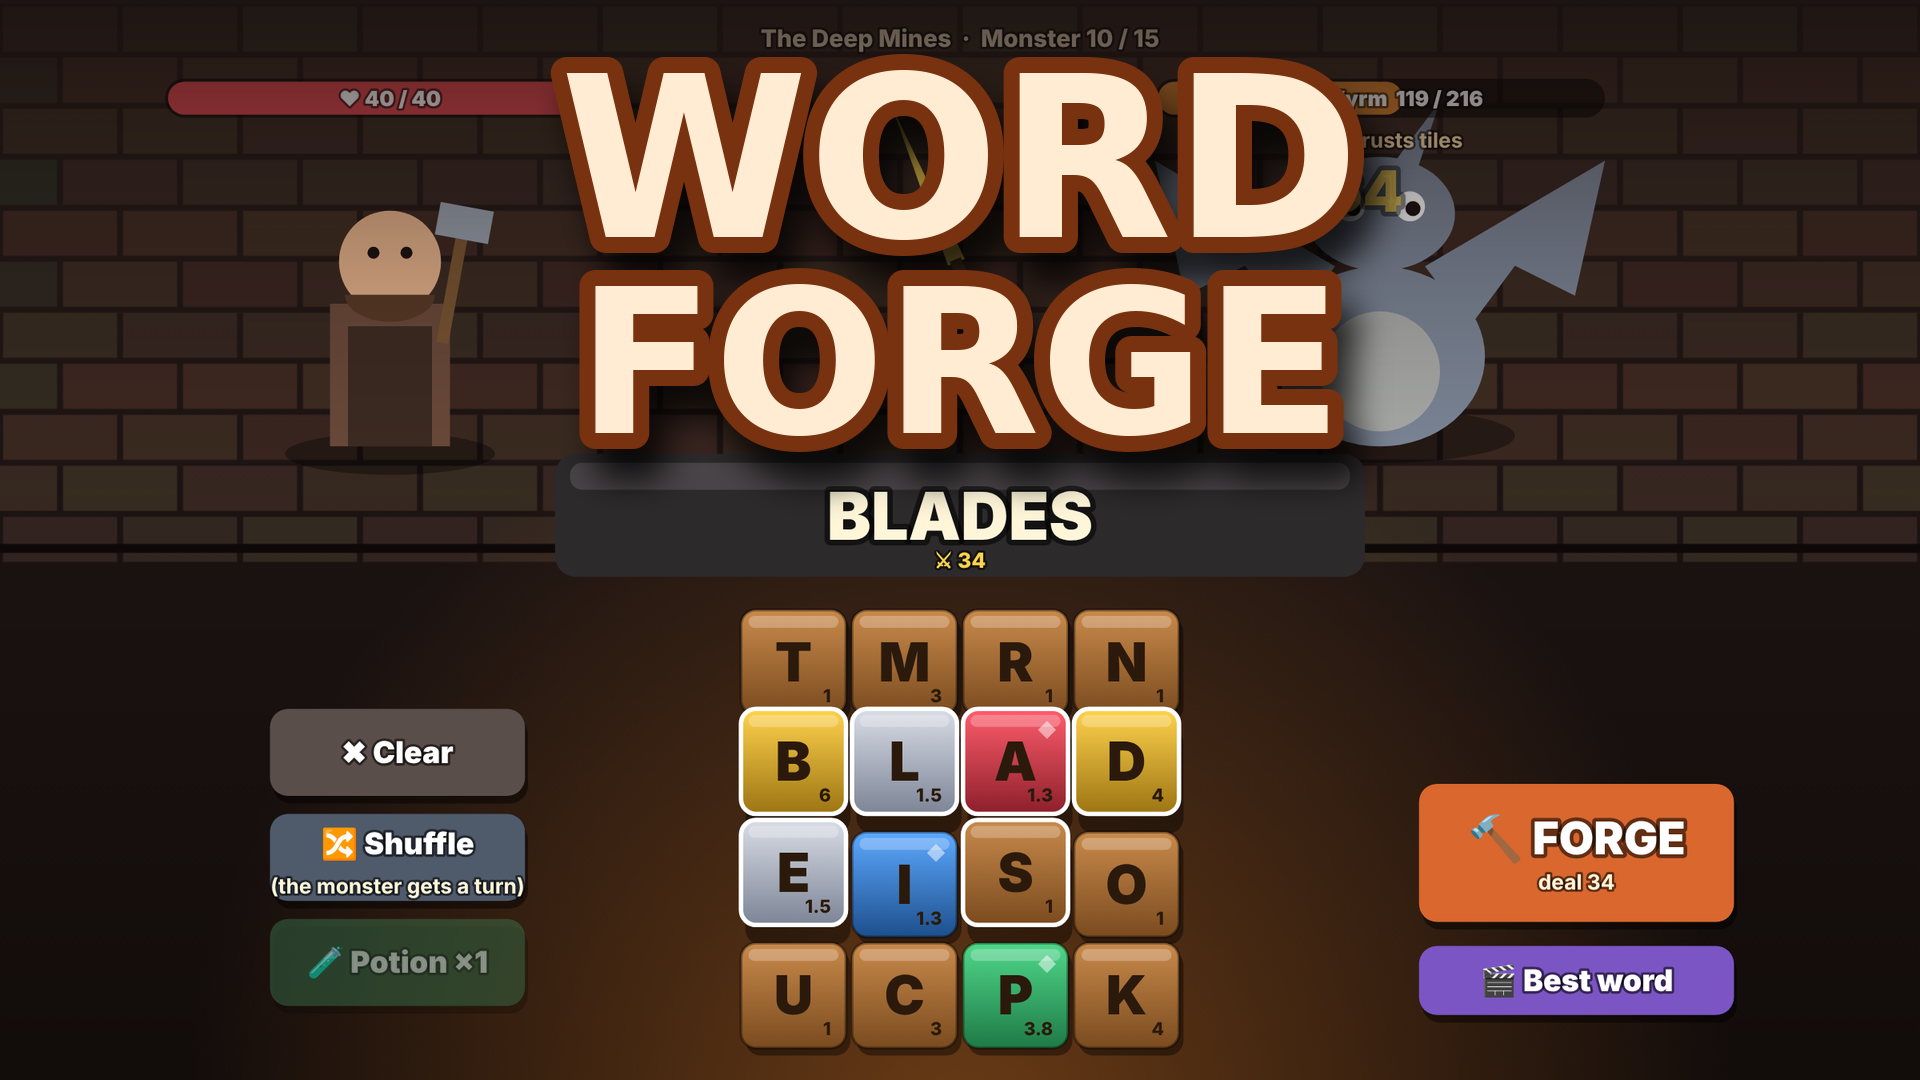 The Deep Mines · Monster 10 / 15
♥ 40 / 40
119 / 216
tiles
WORD
FORGE
BLADES
⚔ 34
T 1 M 3 R 1 N 1
B 6 L 1.5 A 1.3 D 4
E 1.5 I 1.3 S 1 O 1
U 1 C 3 P 3.8 K 4
✖ Clear
🔀 Shuffle
(the monster gets a turn)
🧪 Potion ×1
🔨 FORGE
deal 34
🎬 Best word